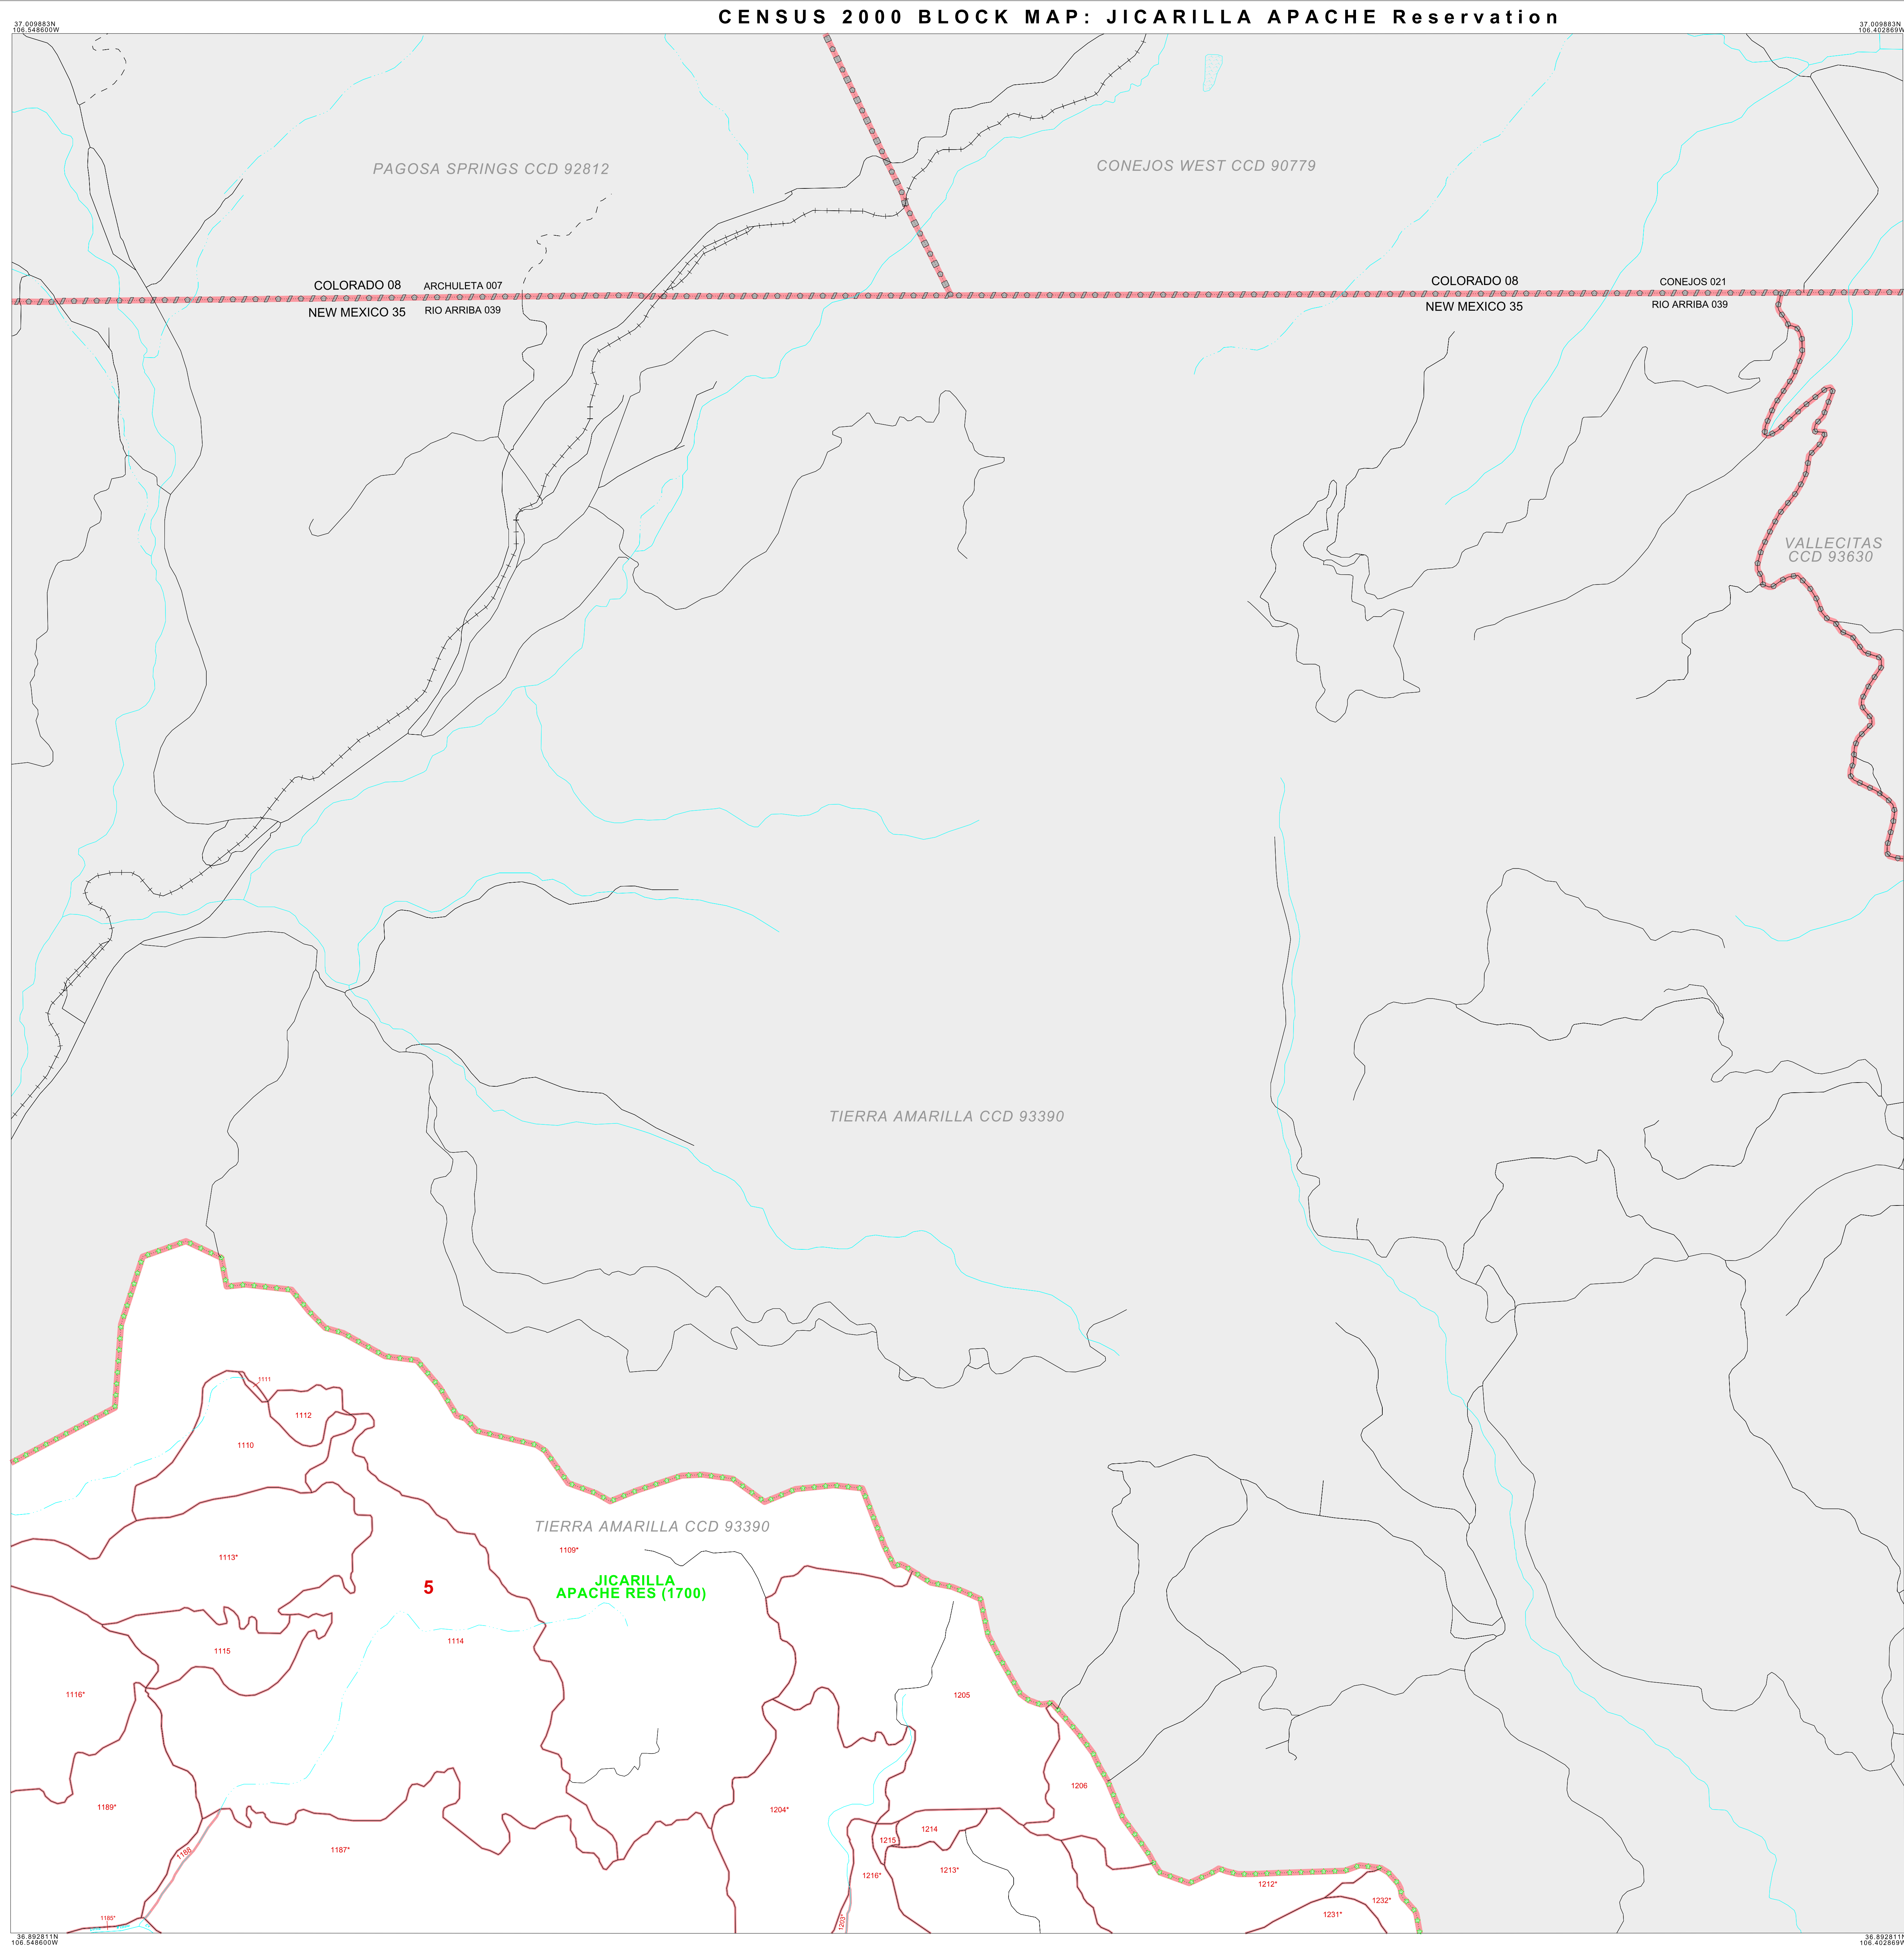 CENSUS 2000 BLOCK MAP: JICARILLA APACHE Reservation
37.009883N
106.548600W
37.009883N
106.402869W
PAGOSA SPRINGS CCD 92812
CONEJOS WEST CCD 90779
COLORADO 08
ARCHULETA 007
NEW MEXICO 35
RIO ARRIBA 039
COLORADO 08
CONEJOS 021
NEW MEXICO 35
RIO ARRIBA 039
VALLECITAS
CCD 93630
TIERRA AMARILLA CCD 93390
1111
1112
1110
TIERRA AMARILLA CCD 93390
1109*
1113*
5
JICARILLA
APACHE RES (1700)
1114
1115
1116*
1205
1206
1189*
1204*
1187*
1188
1214
1215
1213*
1216*
1212*
1232*
1231*
1185*
1203*
36.892811N
106.548600W
36.892811N
106.402869W